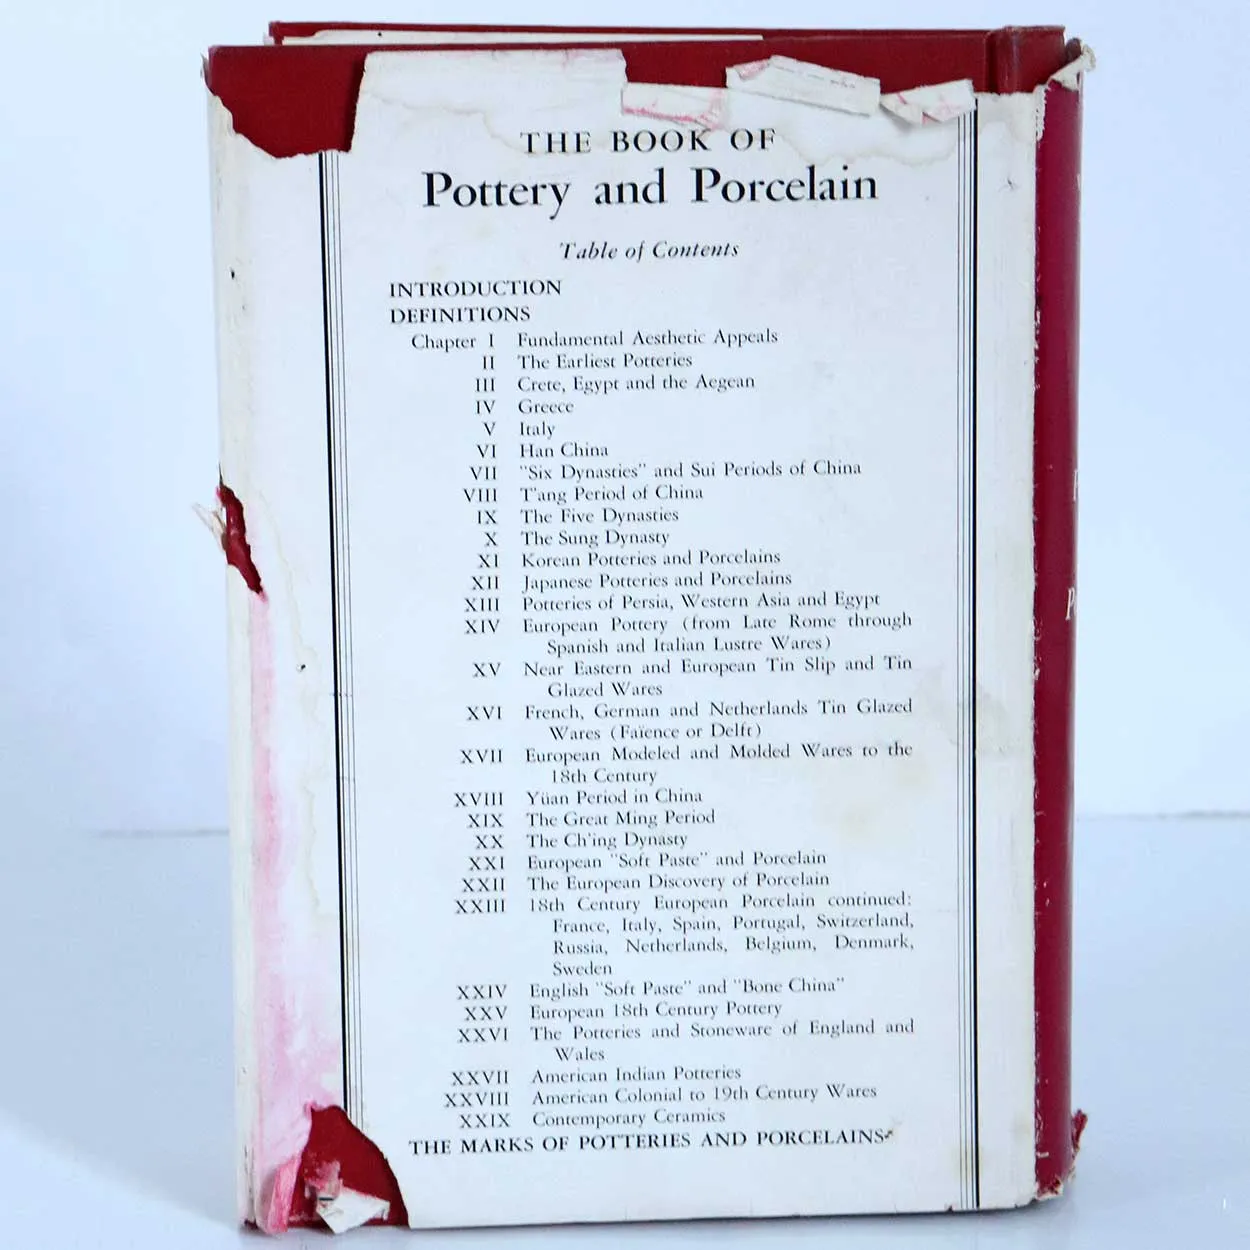 THE BOOK OF
Pottery and Porcelain
Table of Contents
INTRODUCTION
DEFINITIONS
Chapter I Fundamental Aesthetic Appeals
II The Earliest Potteries
III Crete, Egypt and the Aegean
IV Greece
V Italy
VI Han China
VII "Six Dynasties" and Sui Periods of China
VIII T'ang Period of China
IX The Five Dynasties
X The Sung Dynasty
XI Korean Potteries and Porcelains
XII Japanese Potteries and Porcelains
XIII Potteries of Persia, Western Asia and Egypt
XIV European Pottery (from Late Rome through
Spanish and Italian Lustre Wares)
XV Near Eastern and European Tin Slip and Tin
Glazed Wares
XVI French, German and Netherlands Tin Glazed
Wares (Faïence or Delft)
XVII European Modeled and Molded Wares to the
18th Century
XVIII Yüan Period in China
XIX The Great Ming Period
XX The Ch'ing Dynasty
XXI European "Soft Paste" and Porcelain
XXII The European Discovery of Porcelain
XXIII 18th Century European Porcelain continued:
France, Italy, Spain, Portugal, Switzerland,
Russia, Netherlands, Belgium, Denmark,
Sweden
XXIV English "Soft Paste" and "Bone China"
XXV European 18th Century Pottery
XXVI The Potteries and Stoneware of England and
Wales
XXVII American Indian Potteries
XXVIII American Colonial to 19th Century Wares
XXIX Contemporary Ceramics
THE MARKS OF POTTERIES AND PORCELAINS